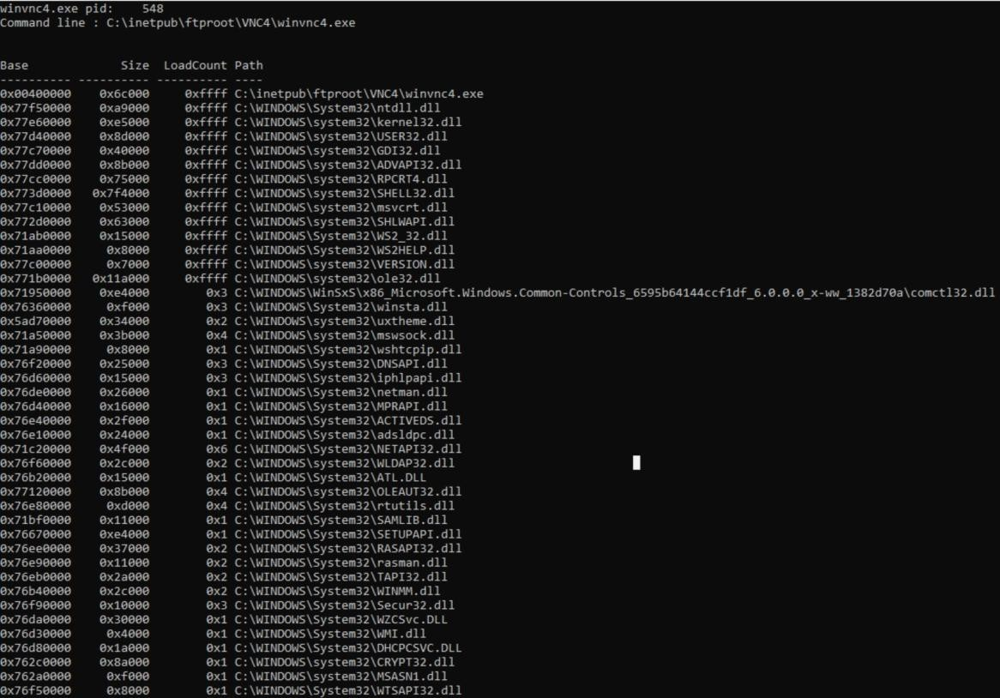 winvnc4.exe pid:    548
Command line : C:\inetpub\ftproot\VNC4\winvnc4.exe
Base             Size  LoadCount Path
---------- ---------- ---------- ----
0x00400000    0x6c000     0xffff C:\inetpub\ftproot\VNC4\winvnc4.exe
0x77f50000    0xa9000     0xffff C:\WINDOWS\System32\ntdll.dll
0x77e60000    0xe5000     0xffff C:\WINDOWS\system32\kernel32.dll
0x77d40000    0x8d000     0xffff C:\WINDOWS\system32\USER32.dll
0x77c70000    0x40000     0xffff C:\WINDOWS\system32\GDI32.dll
0x77dd0000    0x8b000     0xffff C:\WINDOWS\system32\ADVAPI32.dll
0x77cc0000    0x75000     0xffff C:\WINDOWS\system32\RPCRT4.dll
0x773d0000   0x7f4000     0xffff C:\WINDOWS\system32\SHELL32.dll
0x77c10000    0x53000     0xffff C:\WINDOWS\system32\msvcrt.dll
0x772d0000    0x63000     0xffff C:\WINDOWS\system32\SHLWAPI.dll
0x71ab0000    0x15000     0xffff C:\WINDOWS\System32\WS2_32.dll
0x71aa0000     0x8000     0xffff C:\WINDOWS\System32\WS2HELP.dll
0x77c00000     0x7000     0xffff C:\WINDOWS\system32\VERSION.dll
0x771b0000   0x11a000     0xffff C:\WINDOWS\system32\ole32.dll
0x71950000    0xe4000        0x3 C:\WINDOWS\WinSxS\x86_Microsoft.Windows.Common-Controls_6595b64144ccf1df_6.0.0.0_x-ww_1382d70a\comctl32.dll
0x76360000     0xf000        0x3 C:\WINDOWS\System32\winsta.dll
0x5ad70000    0x34000        0x2 C:\WINDOWS\System32\uxtheme.dll
0x71a50000    0x3b000        0x4 C:\WINDOWS\system32\mswsock.dll
0x71a90000     0x8000        0x1 C:\WINDOWS\System32\wshtcpip.dll
0x76f20000    0x25000        0x3 C:\WINDOWS\System32\DNSAPI.dll
0x76d60000    0x15000        0x3 C:\WINDOWS\System32\iphlpapi.dll
0x76de0000    0x26000        0x1 C:\WINDOWS\System32\netman.dll
0x76d40000    0x16000        0x1 C:\WINDOWS\System32\MPRAPI.dll
0x76e40000    0x2f000        0x1 C:\WINDOWS\System32\ACTIVEDS.dll
0x76e10000    0x24000        0x1 C:\WINDOWS\System32\adsldpc.dll
0x71c20000    0x4f000        0x6 C:\WINDOWS\System32\NETAPI32.dll
0x76f60000    0x2c000        0x2 C:\WINDOWS\system32\WLDAP32.dll
0x76b20000    0x15000        0x1 C:\WINDOWS\System32\ATL.DLL
0x77120000    0x8b000        0x4 C:\WINDOWS\system32\OLEAUT32.dll
0x76e80000     0xd000        0x4 C:\WINDOWS\System32\rtutils.dll
0x71bf0000    0x11000        0x1 C:\WINDOWS\System32\SAMLIB.dll
0x76670000    0xe4000        0x1 C:\WINDOWS\System32\SETUPAPI.dll
0x76ee0000    0x37000        0x2 C:\WINDOWS\System32\RASAPI32.dll
0x76e90000    0x11000        0x2 C:\WINDOWS\System32\rasman.dll
0x76eb0000    0x2a000        0x2 C:\WINDOWS\System32\TAPI32.dll
0x76b40000    0x2c000        0x2 C:\WINDOWS\System32\WINMM.dll
0x76f90000    0x10000        0x3 C:\WINDOWS\System32\Secur32.dll
0x76da0000    0x30000        0x1 C:\WINDOWS\System32\WZCSvc.DLL
0x76d30000     0x4000        0x1 C:\WINDOWS\System32\WMI.dll
0x76d80000    0x1a000        0x1 C:\WINDOWS\System32\DHCPCSVC.DLL
0x762c0000    0x8a000        0x1 C:\WINDOWS\system32\CRYPT32.dll
0x762a0000     0xf000        0x1 C:\WINDOWS\system32\MSASN1.dll
0x76f50000     0x8000        0x1 C:\WINDOWS\System32\WTSAPI32.dll